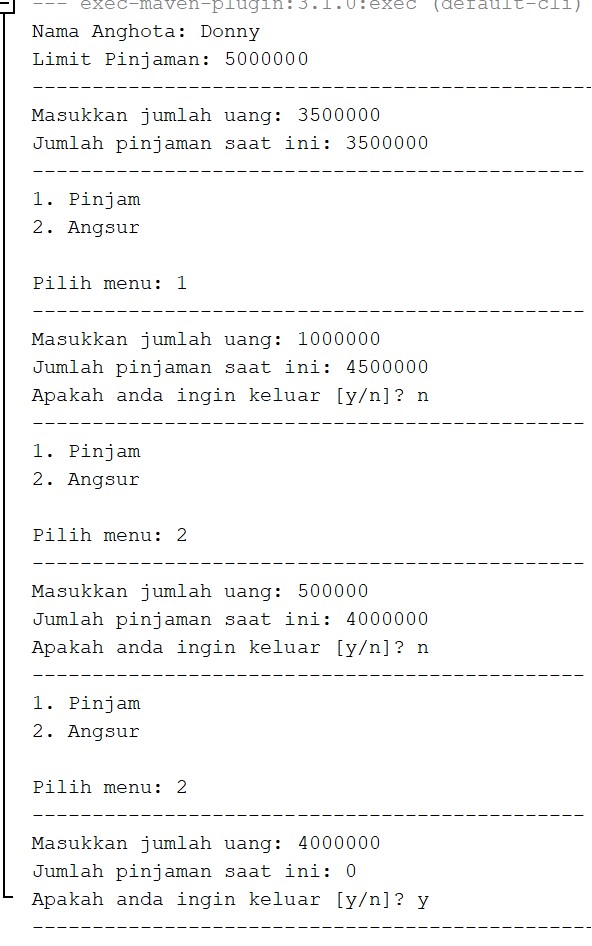 --- exec-maven-plugin:3.1.0:exec (default-cli)
Nama Anghota: Donny
Limit Pinjaman: 5000000
-----------------------------------------------
Masukkan jumlah uang: 3500000
Jumlah pinjaman saat ini: 3500000
----------------------------------------------
1. Pinjam
2. Angsur
Pilih menu: 1
----------------------------------------------
Masukkan jumlah uang: 1000000
Jumlah pinjaman saat ini: 4500000
Apakah anda ingin keluar [y/n]? n
----------------------------------------------
1. Pinjam
2. Angsur
Pilih menu: 2
----------------------------------------------
Masukkan jumlah uang: 500000
Jumlah pinjaman saat ini: 4000000
Apakah anda ingin keluar [y/n]? n
----------------------------------------------
1. Pinjam
2. Angsur
Pilih menu: 2
----------------------------------------------
Masukkan jumlah uang: 4000000
Jumlah pinjaman saat ini: 0
Apakah anda ingin keluar [y/n]? y
-----------------------------------------------